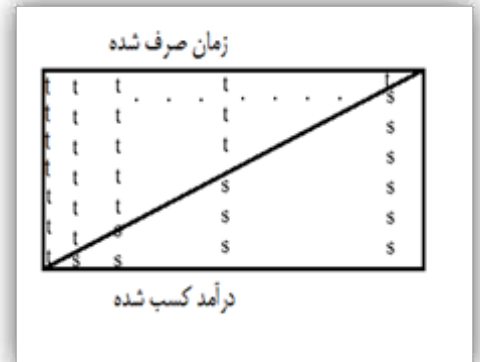 زمان صرف شده
t t t . . . t . . . . t
t t t t s
t t t t s
t t t s s
t t t s s
t t s s s
t s s s
درآمد کسب شده